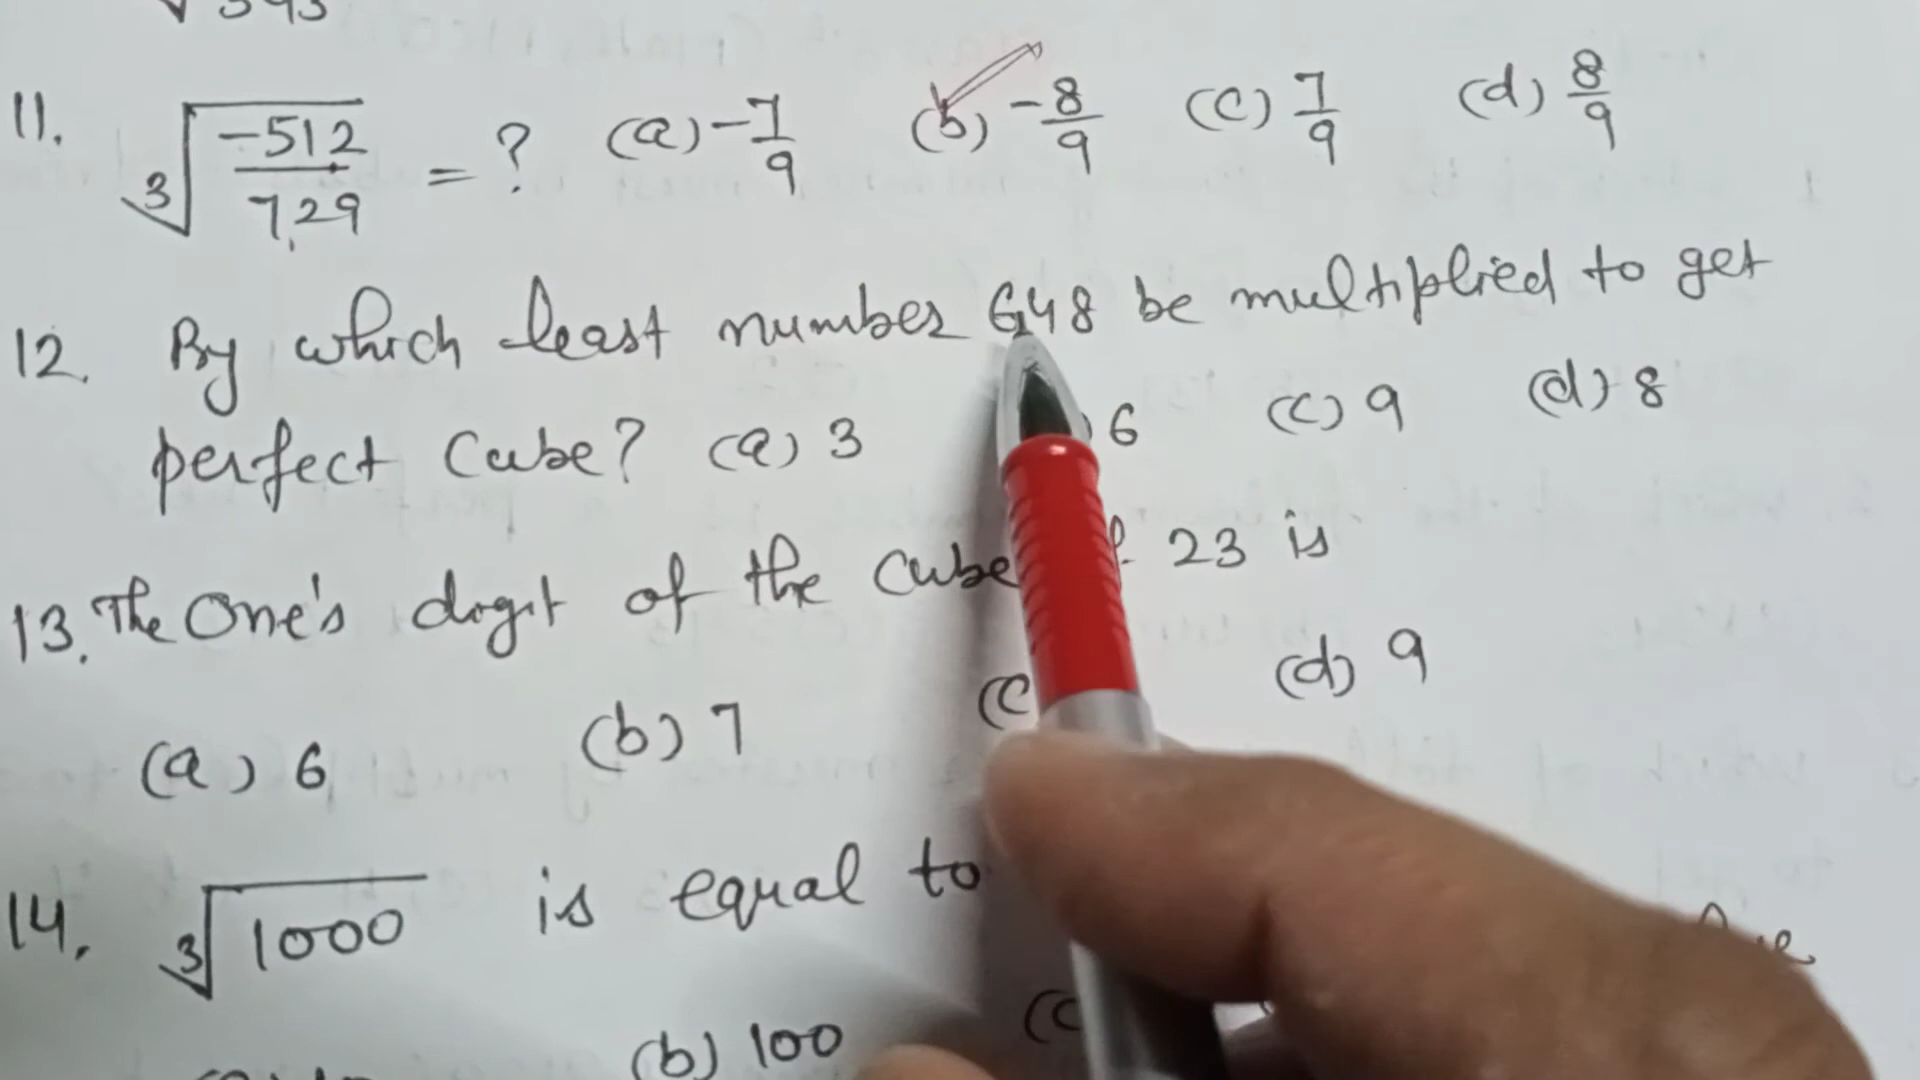 11. ∛(-512/729) = ? (a) -7/9 (b) -8/9 (c) 7/9 (d) 8/9
12. By which least number 648 be multiplied to get
perfect Cube? (a) 3 ) 6 (c) 9 (d) 8
13. The One's digit of the Cube of 23 is
(a) 6 (b) 7 (c (d) 9
14. ∛1000 is equal to
(b) 100 (c